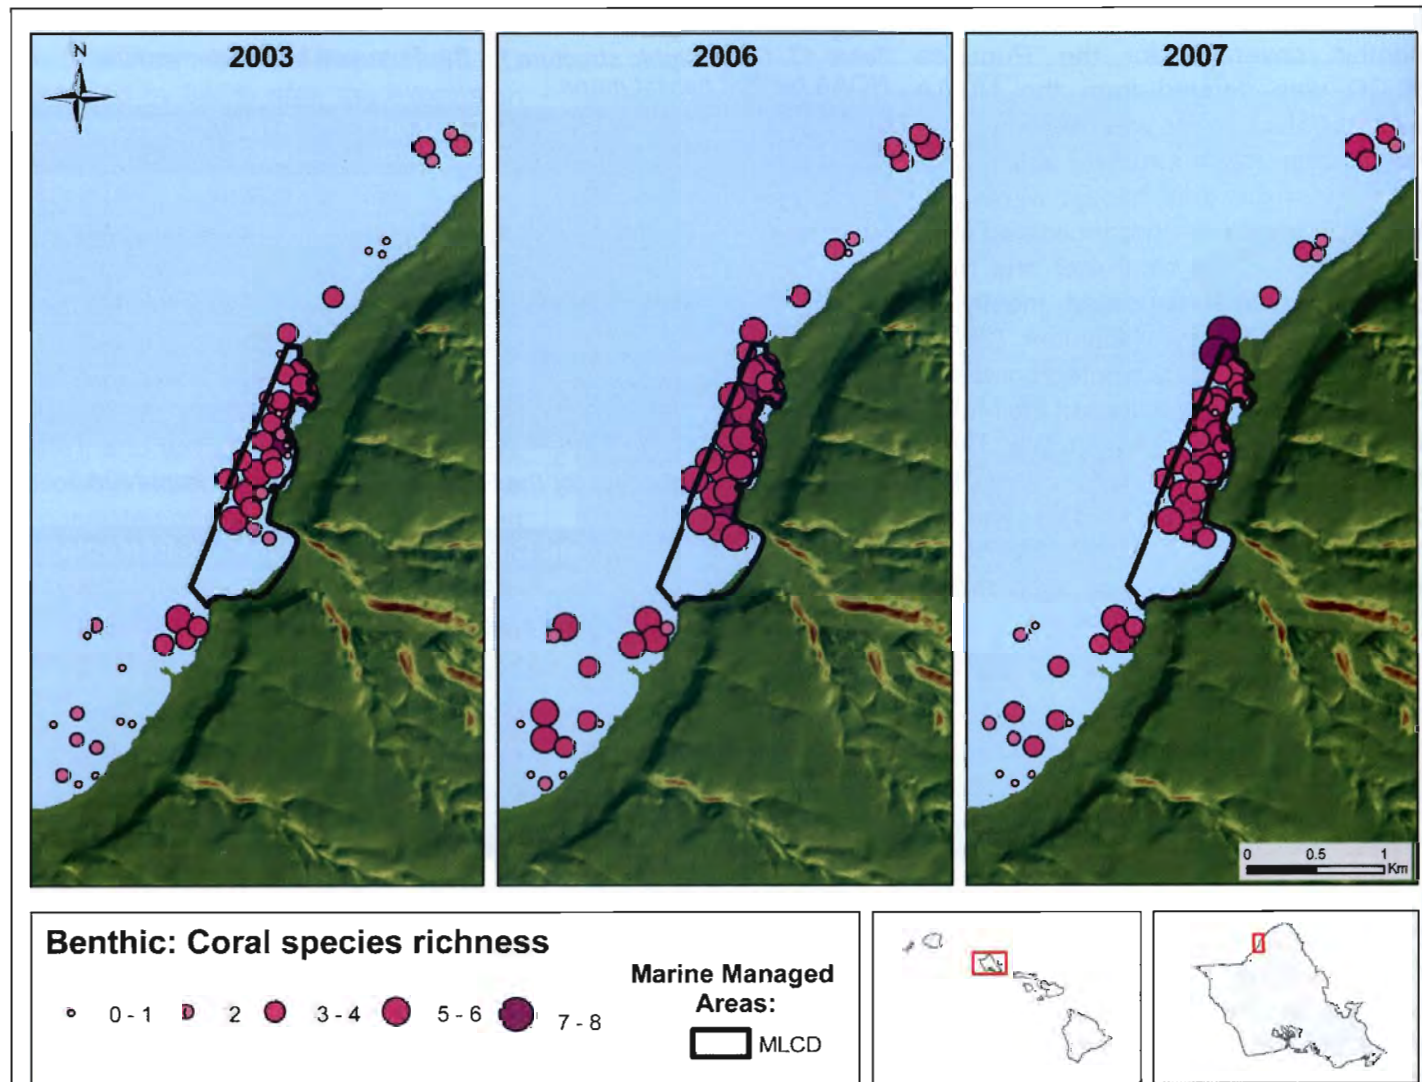 2003
2006
2007
N
0 0.5 1
Km
Benthic: Coral species richness
0 - 1 2 3 - 4 5 - 6 7 - 8
Marine Managed
Areas:
MLCD